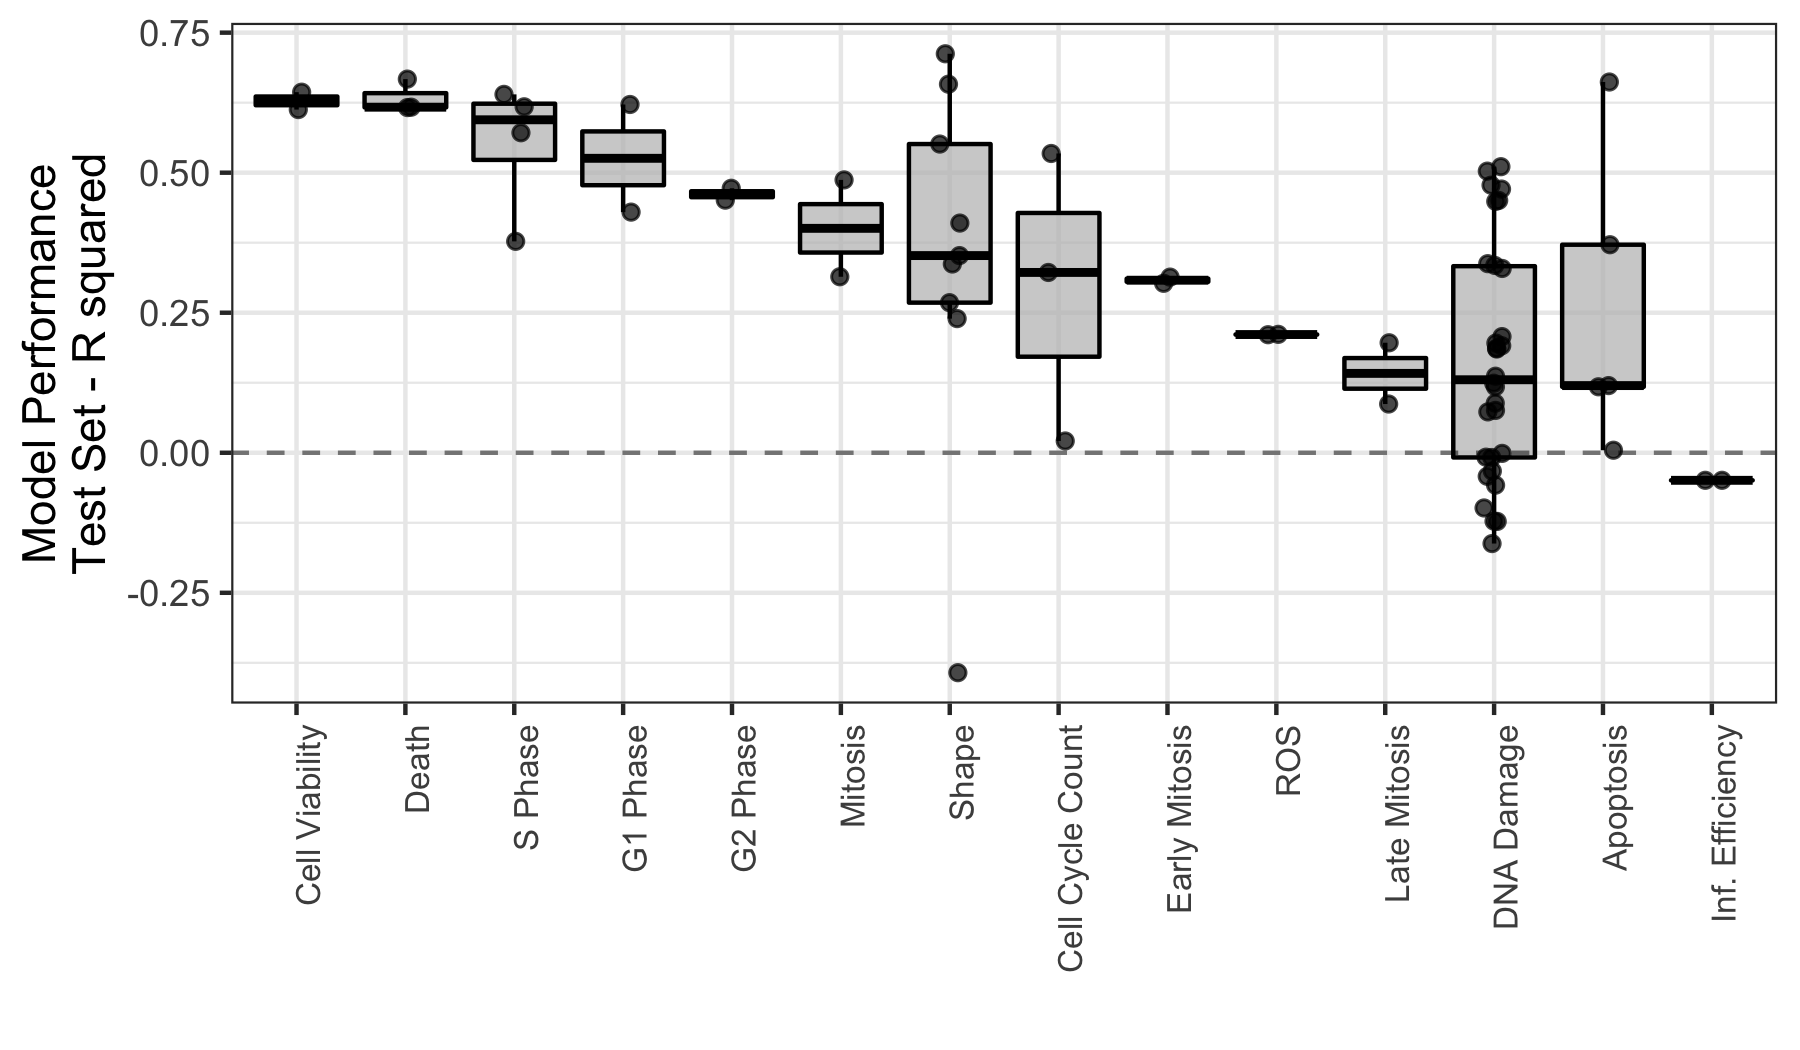 Model Performance
Test Set - R squared
0.75
0.50
0.25
0.00
-0.25
Cell Viability
Death
S Phase
G1 Phase
G2 Phase
Mitosis
Shape
Cell Cycle Count
Early Mitosis
ROS
Late Mitosis
DNA Damage
Apoptosis
Inf. Efficiency